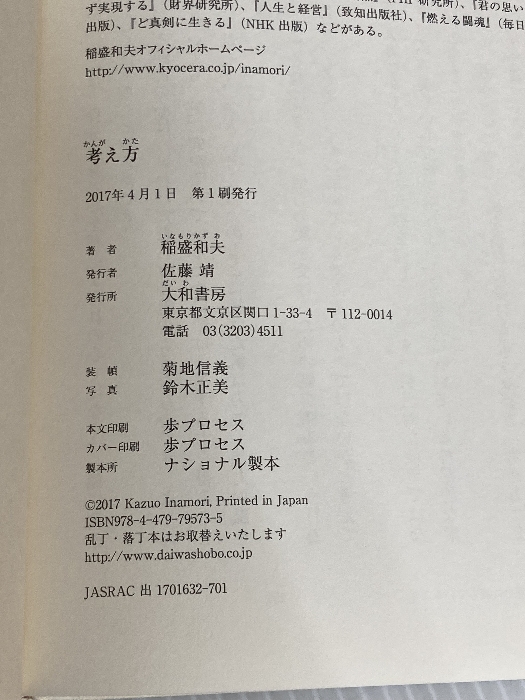 ず実現する』（財界研究所）、『人生と経営』（致知出版社）、『燃える闘魂』（毎日
出版）、『ど真剣に生きる』（NHK出版）などがある。
稲盛和夫オフィシャルホームページ
http://www.kyocera.co.jp/inamori/
かんが かた
考え方
2017年4月1日 第1刷発行
いなもりかずお
著 者 稲盛和夫
発行者 佐藤 靖
だいわ
発行所 大和書房
東京都文京区関口1-33-4 〒112-0014
電話 03(3203)4511
装 幀 菊地信義
写 真 鈴木正美
本文印刷 歩プロセス
カバー印刷 歩プロセス
製本所 ナショナル製本
©2017 Kazuo Inamori, Printed in Japan
ISBN978-4-479-79573-5
乱丁・落丁本はお取替えいたします
http://www.daiwashobo.co.jp
JASRAC 出 1701632-701